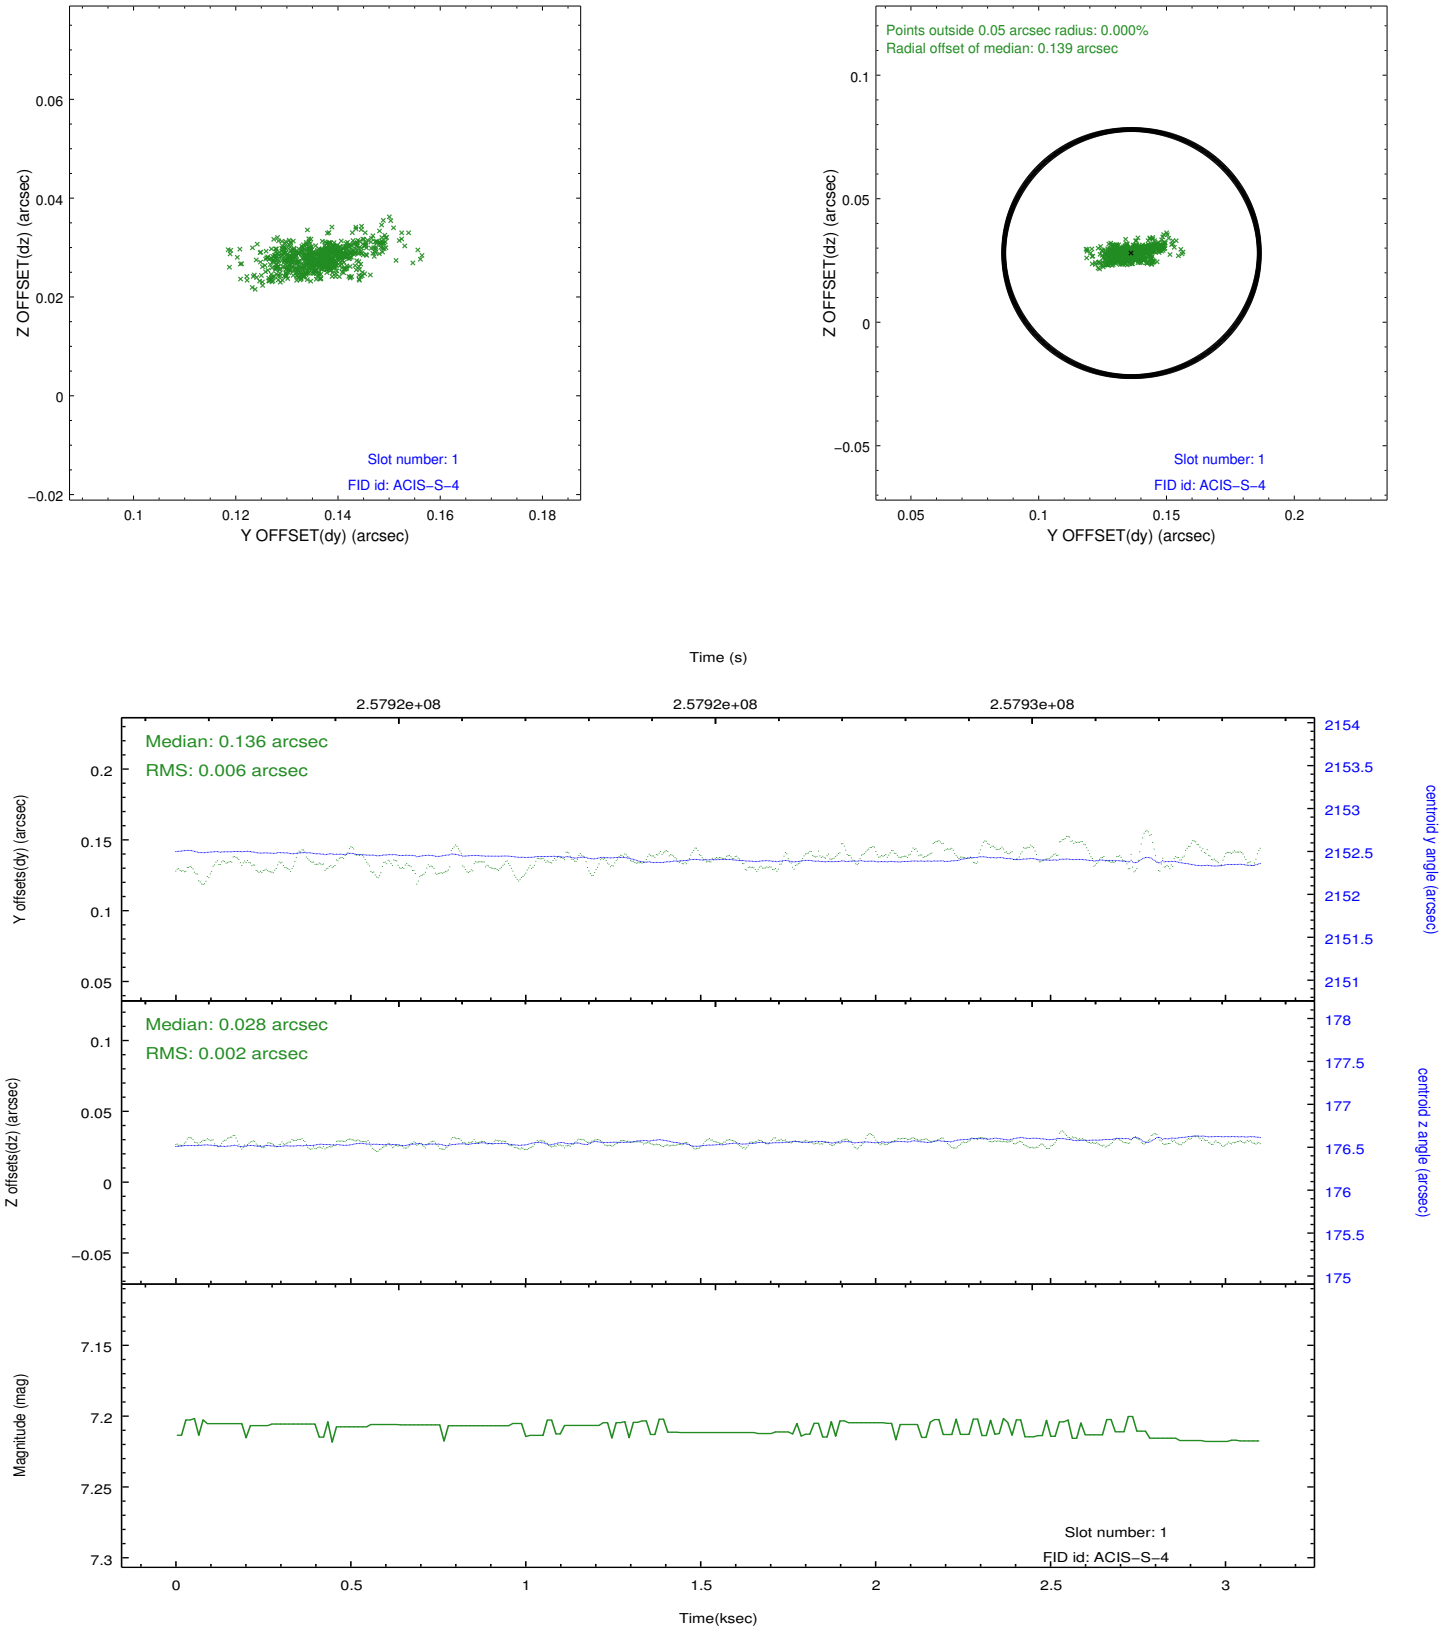 0.06
0.04
0.02
0
−0.02
Z OFFSET(dz) (arcsec)
Slot number: 1
FID id: ACIS−S−4
0.1
0.12
0.14
0.16
0.18
Y OFFSET(dy) (arcsec)
Points outside 0.05 arcsec radius: 0.000%
Radial offset of median: 0.139 arcsec
0.1
0.05
0
−0.05
Z OFFSET(dz) (arcsec)
Slot number: 1
FID id: ACIS−S−4
0.05
0.1
0.15
0.2
Y OFFSET(dy) (arcsec)
Time (s)
2.5792e+08
2.5792e+08
2.5793e+08
Median: 0.136 arcsec
RMS: 0.006 arcsec
0.2
0.15
0.1
0.05
Y offsets(dy) (arcsec)
2154
2153.5
2153
2152.5
2152
2151.5
2151
centroid y angle (arcsec)
Median: 0.028 arcsec
RMS: 0.002 arcsec
0.1
0.05
0
−0.05
Z offsets(dz) (arcsec)
178
177.5
177
176.5
176
175.5
175
centroid z angle (arcsec)
7.15
7.2
7.25
7.3
Magnitude (mag)
Slot number: 1
FID id: ACIS−S−4
0
0.5
1
1.5
2
2.5
3
Time(ksec)